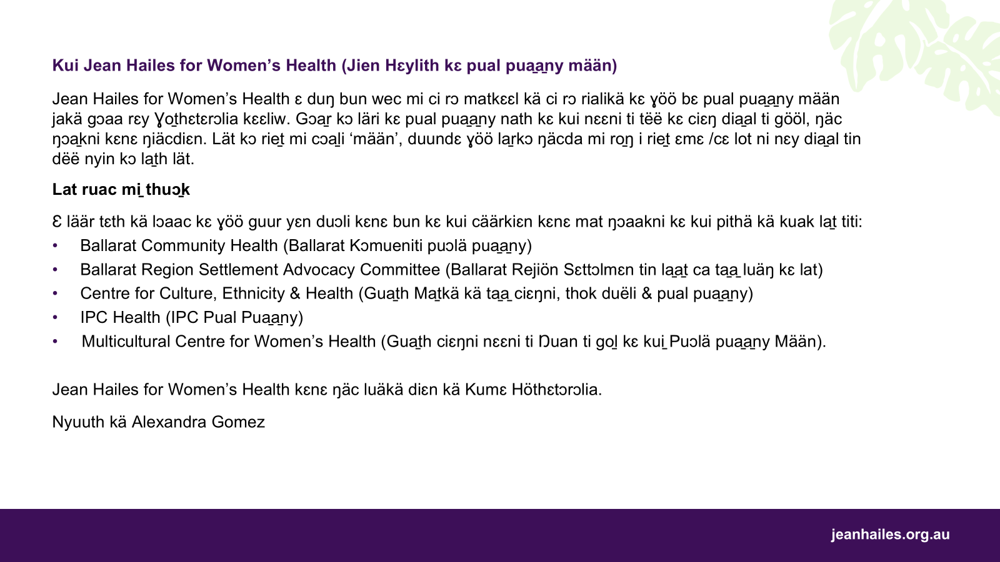 Kui Jean Hailes for Women’s Health (Jien Hɛylith kɛ pual pua̱a̱ny mään)
Jean Hailes for Women’s Health ɛ duŋ bun wec mi ci rɔ matkɛɛl kä ci rɔ rialikä kɛ ɣöö bɛ pual pua̱a̱ny mään
jakä gɔaa rɛy Ɣo̱thɛtɛrɔlia kɛɛliw. Gɔa̱ṟ kɔ läri kɛ pual pua̱a̱ny nath kɛ kui nɛɛni ti tëë kɛ ciɛŋ dia̱a̱l ti gööl, ŋäc
ŋɔa̱kni kɛnɛ ŋiäcdiɛn. Lät kɔ rie̱t mi cɔa̱li ‘mään’, duundɛ ɣöö la̱rkɔ ŋäcda mi ro̱ŋ i rie̱t ɛmɛ /cɛ lot ni nɛy dia̱a̱l tin
dëë nyin kɔ la̱th lät.
Lat ruac mi̱ thuɔ̱k
Ɛ läär tɛth kä lɔaac kɛ ɣöö guur yɛn duɔli kɛnɛ bun kɛ kui cäärkiɛn kɛnɛ mat ŋɔaakni kɛ kui pithä kä kuak la̱t titi:
• Ballarat Community Health (Ballarat Kɔmueniti puɔlä pua̱a̱ny)
• Ballarat Region Settlement Advocacy Committee (Ballarat Rejiön Sɛttɔlmɛn tin la̱a̱t ca ta̱a̱ luäŋ kɛ lat)
• Centre for Culture, Ethnicity & Health (Gua̱th Ma̱tkä kä ta̱a̱ ciɛŋni, thok duëli & pual pua̱a̱ny)
• IPC Health (IPC Pual Pua̱a̱ny)
• Multicultural Centre for Women’s Health (Gua̱th ciɛŋni nɛɛni ti Ŋuan ti go̱l kɛ kui̱ Puɔlä pua̱a̱ny Mään).
Jean Hailes for Women’s Health kɛnɛ ŋäc luäkä diɛn kä Kumɛ Höthɛtɔrɔlia.
Nyuuth kä Alexandra Gomez
jeanhailes.org.au